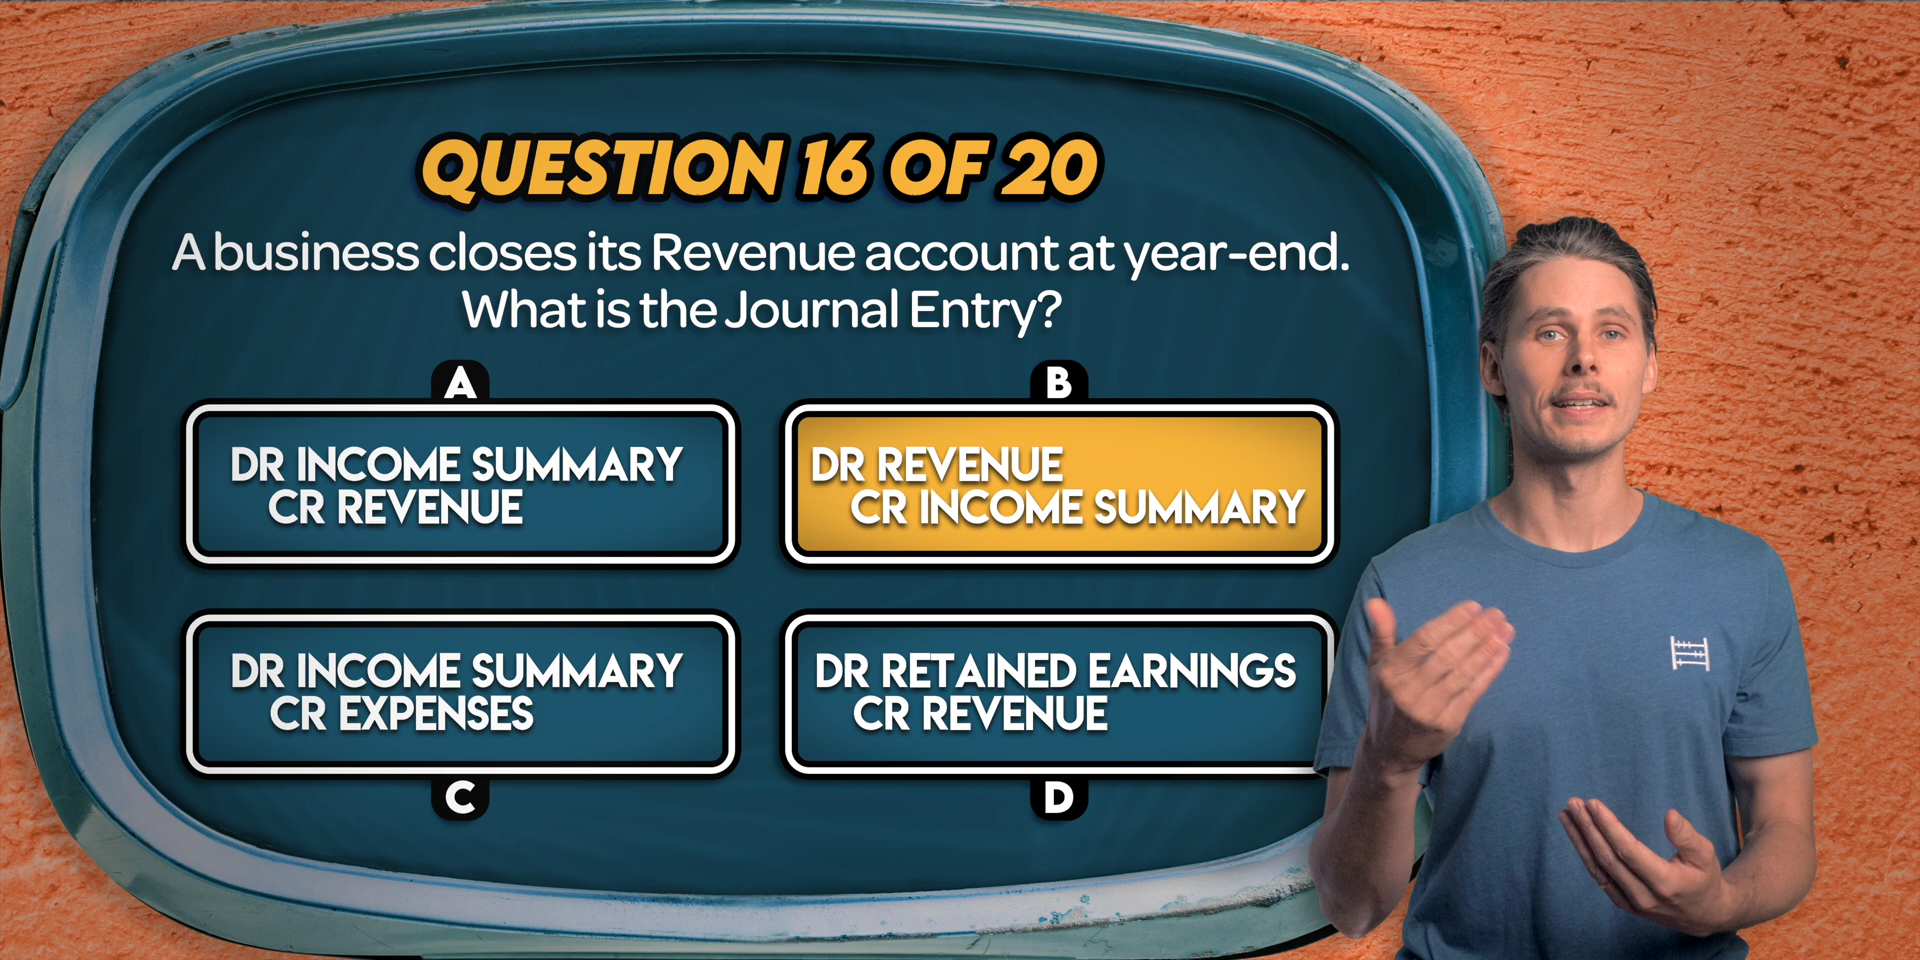 QUESTION 16 OF 20
A business closes its Revenue account at year-end.
What is the Journal Entry?
A
DR INCOME SUMMARY
CR REVENUE
B
DR REVENUE
CR INCOME SUMMARY
DR INCOME SUMMARY
CR EXPENSES
C
DR RETAINED EARNINGS
CR REVENUE
D